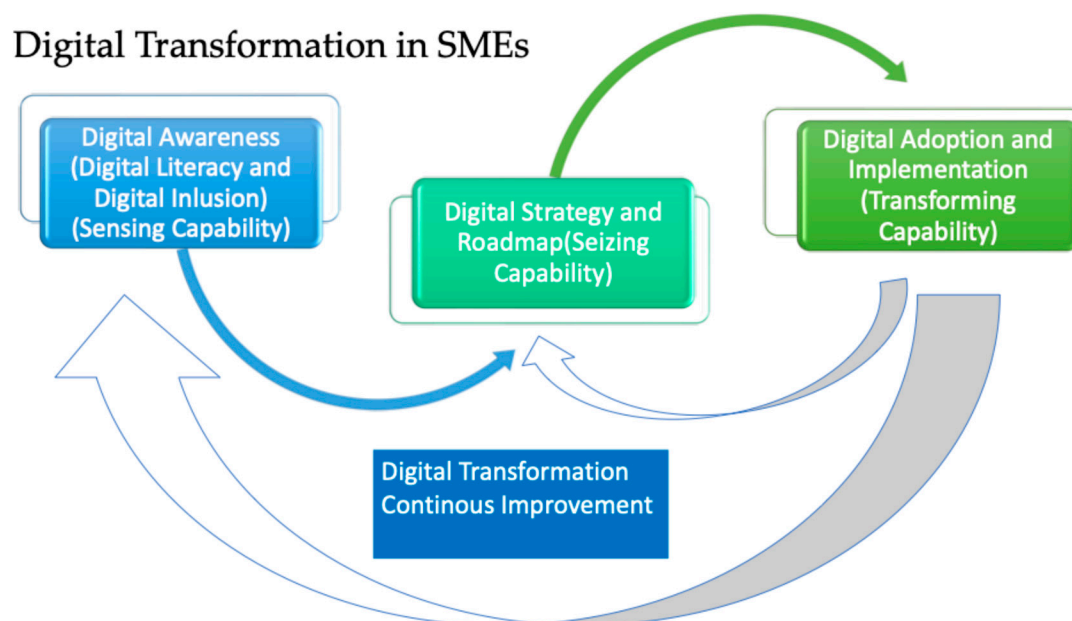 Digital Transformation in SMEs
Digital Awareness
(Digital Literacy and
Digital Inlusion)
(Sensing Capability)
Digital Strategy and
Roadmap(Seizing
Capability)
Digital Adoption and
Implementation
(Transforming
Capability)
Digital Transformation
Continous Improvement